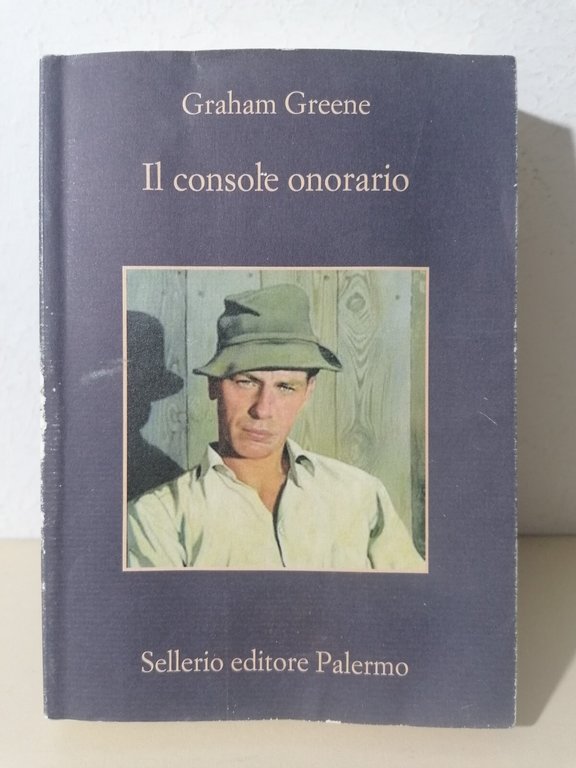 Graham Greene
Il console onorario
Sellerio editore Palermo